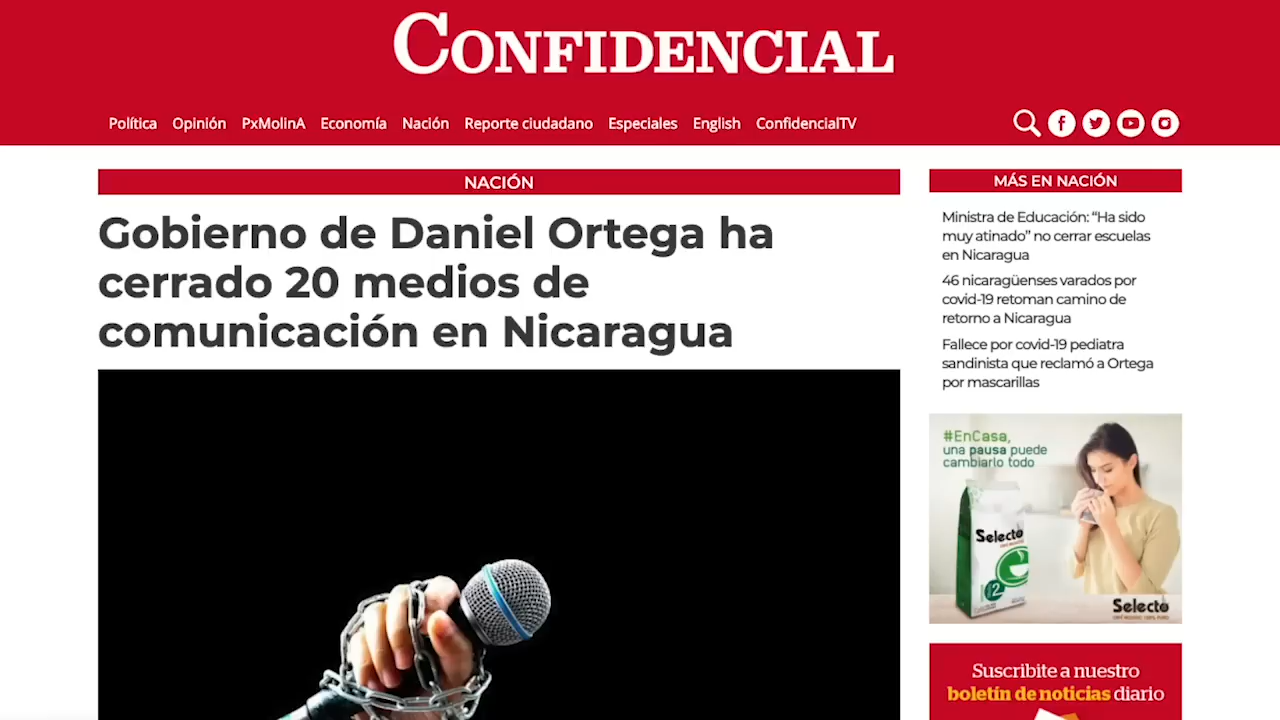 CONFIDENCIAL
Política Opinión PxMolinA Economía Nación Reporte ciudadano Especiales English ConfidencialTV
NACIÓN
Gobierno de Daniel Ortega ha
cerrado 20 medios de
comunicación en Nicaragua
MÁS EN NACIÓN
Ministra de Educación: “Ha sido
muy atinado” no cerrar escuelas
en Nicaragua
46 nicaragüenses varados por
covid-19 retoman camino de
retorno a Nicaragua
Fallece por covid-19 pediatra
sandinista que reclamó a Ortega
por mascarillas
#EnCasa,
una pausa puede
cambiarlo todo
Selecto
2
Selecto
Suscribite a nuestro
boletín de noticias diario